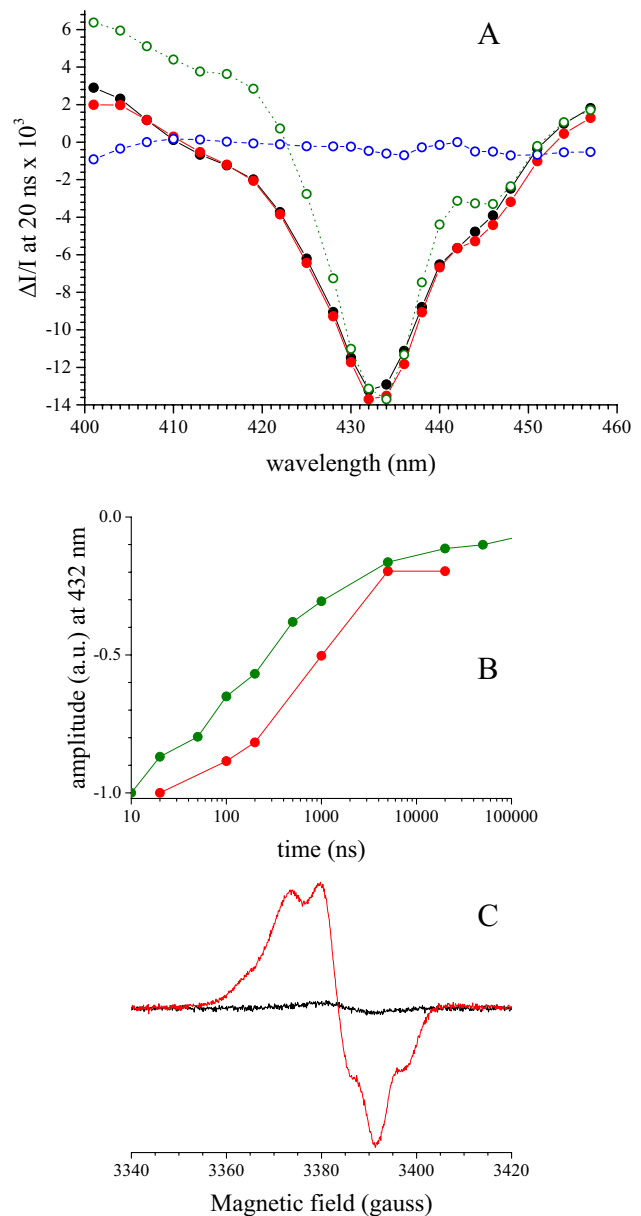 A
ΔI/I at 20 ns x 10³
6
4
2
0
-2
-4
-6
-8
-10
-12
-14
400 410 420 430 440 450 460
wavelength (nm)
B
amplitude (a.u.) at 432 nm
0.0
-0.5
-1.0
10 100 1000 10000 100000
time (ns)
C
3340 3360 3380 3400 3420
Magnetic field (gauss)